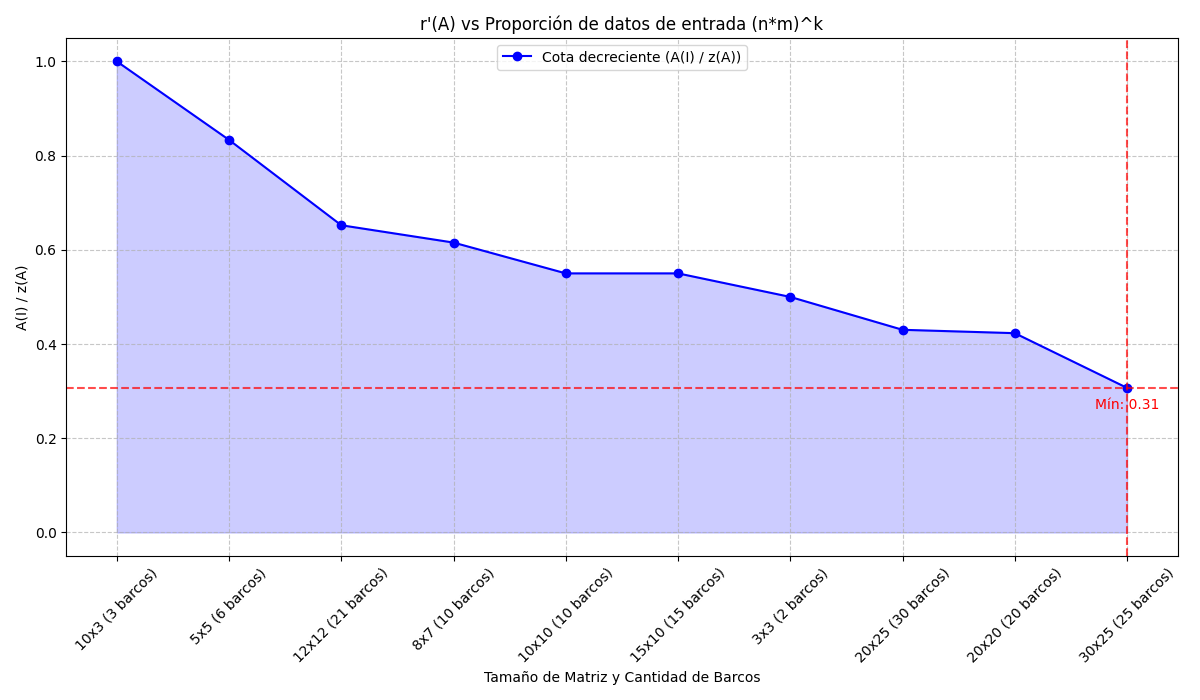 r'(A) vs Proporción de datos de entrada (n*m)^k
Cota decreciente (A(I) / z(A))
A(I) / z(A)
1.0
0.8
0.6
0.4
0.2
0.0
Mín: 0.31
10x3 (3 barcos)
5x5 (6 barcos)
12x12 (21 barcos)
8x7 (10 barcos)
10x10 (10 barcos)
15x10 (15 barcos)
3x3 (2 barcos)
20x25 (30 barcos)
20x20 (20 barcos)
30x25 (25 barcos)
Tamaño de Matriz y Cantidad de Barcos